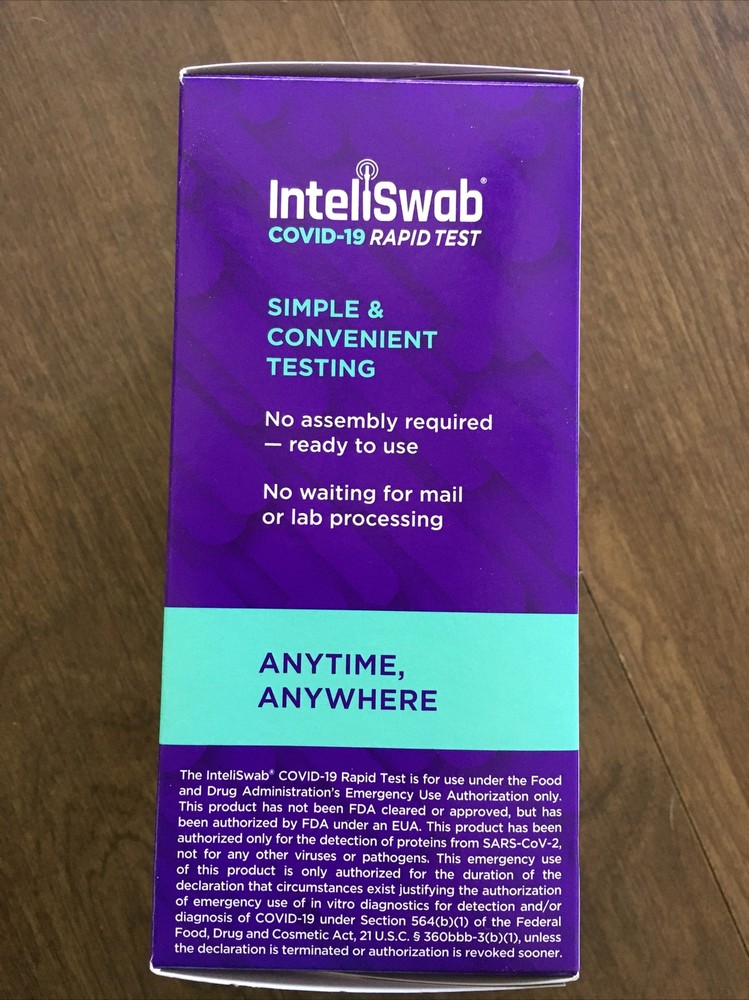 InteliSwab®
COVID-19 RAPID TEST
SIMPLE &
CONVENIENT
TESTING
No assembly required
— ready to use
No waiting for mail
or lab processing
ANYTIME,
ANYWHERE
The InteliSwab® COVID-19 Rapid Test is for use under the Food
and Drug Administration's Emergency Use Authorization only.
This product has not been FDA cleared or approved, but has
been authorized by FDA under an EUA. This product has been
authorized only for the detection of proteins from SARS-CoV-2,
not for any other viruses or pathogens. This emergency use
of this product is only authorized for the duration of the
declaration that circumstances exist justifying the authorization
of emergency use of in vitro diagnostics for detection and/or
diagnosis of COVID-19 under Section 564(b)(1) of the Federal
Food, Drug and Cosmetic Act, 21 U.S.C. § 360bbb-3(b)(1), unless
the declaration is terminated or authorization is revoked sooner.